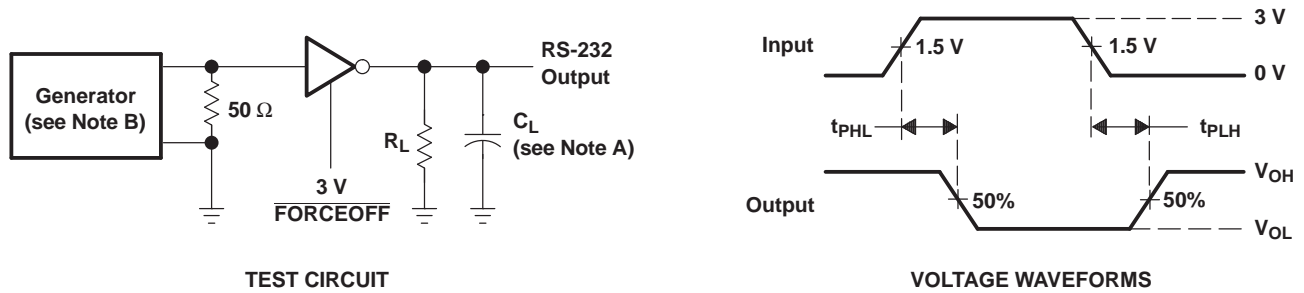 Generator
(see Note B)
50 Ω
3 V
FORCEOFF
R_L
C_L
(see Note A)
RS-232
Output
TEST CIRCUIT
Input
1.5 V
1.5 V
3 V
0 V
t_PHL
t_PLH
Output
50%
50%
V_OH
V_OL
VOLTAGE WAVEFORMS